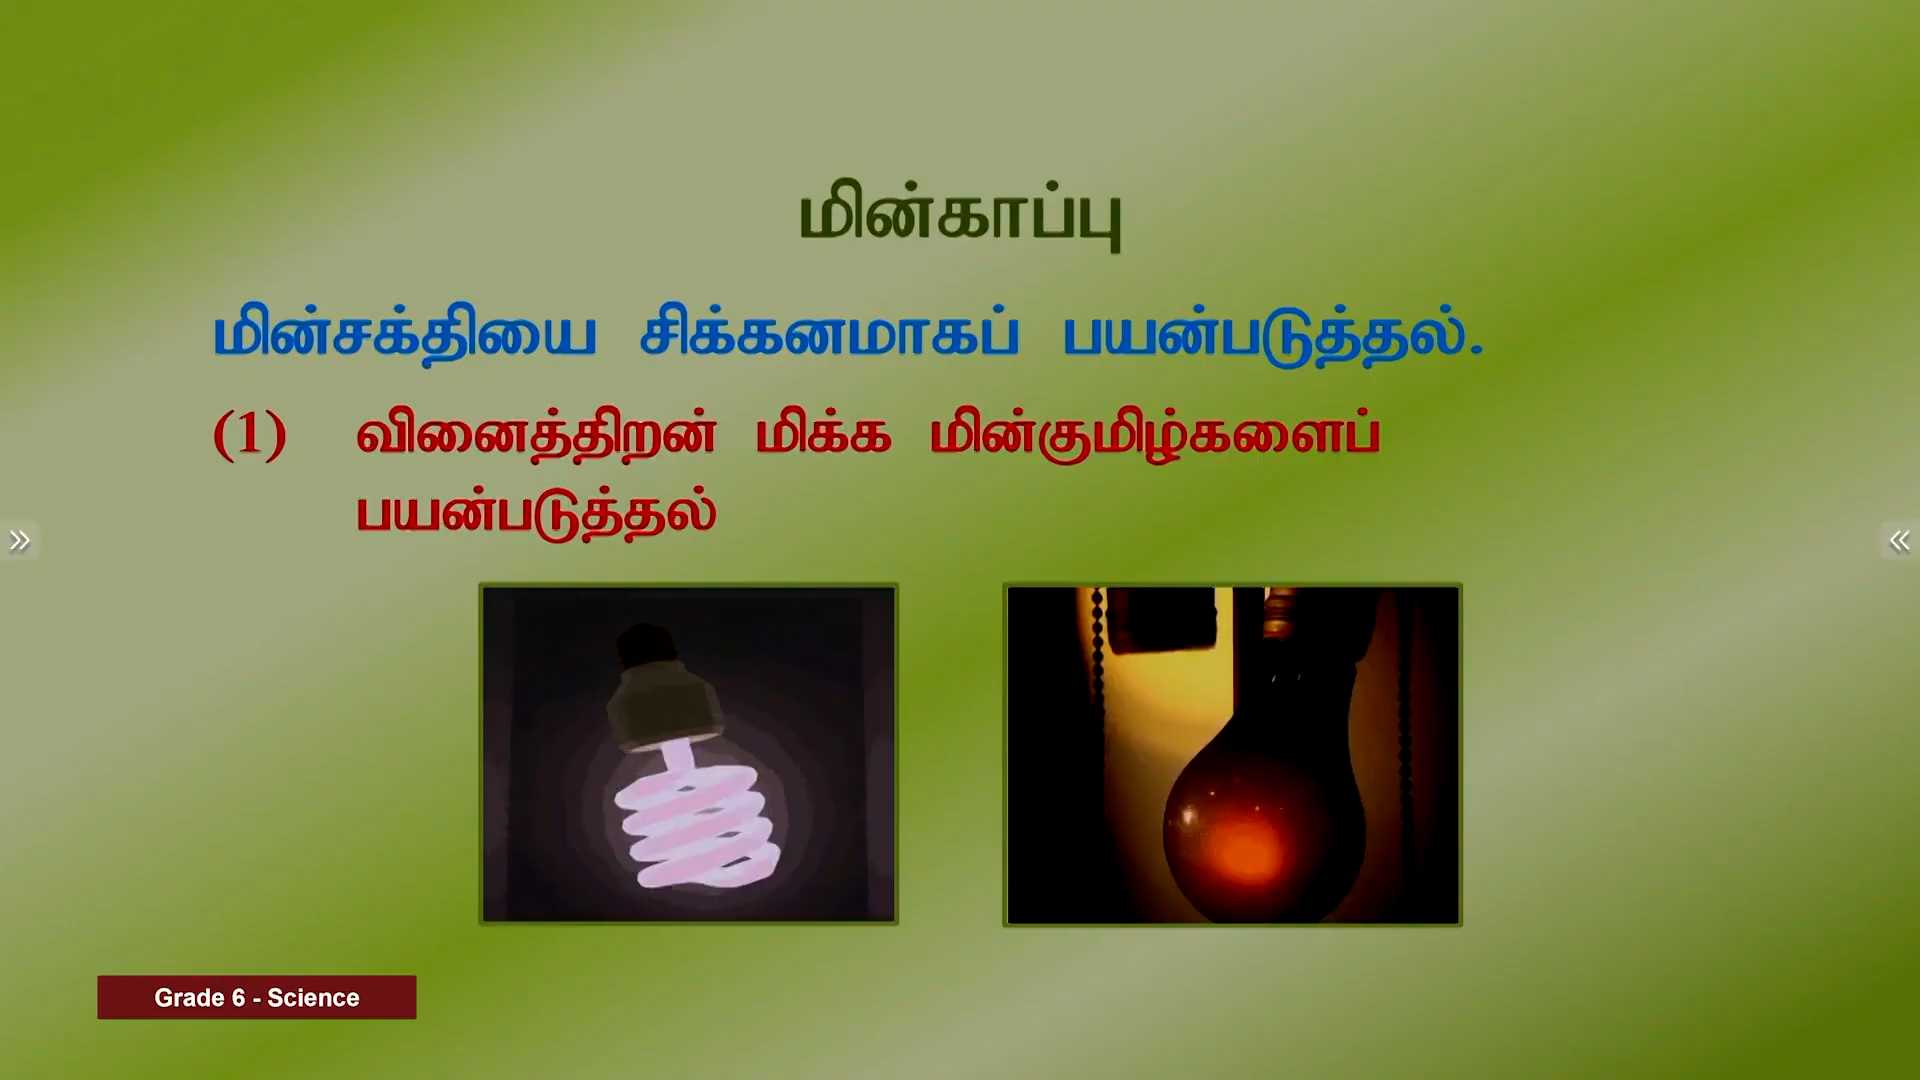 மின்காப்பு
மின்சக்தியை சிக்கனமாகப் பயன்படுத்தல்.
(1) வினைத்திறன் மிக்க மின்குமிழ்களைப்
பயன்படுத்தல்
Grade 6 - Science